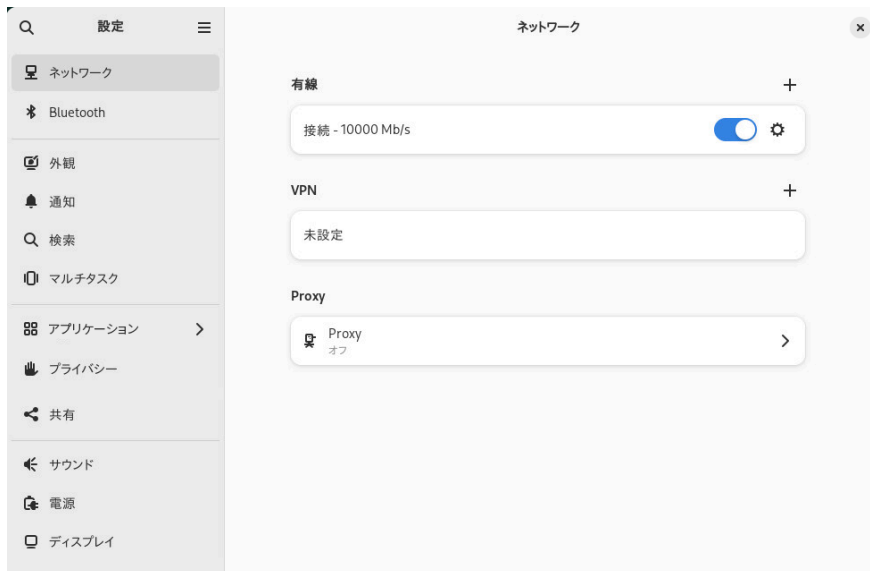 設定
ネットワーク
Bluetooth
外観
通知
検索
マルチタスク
アプリケーション
プライバシー
共有
サウンド
電源
ディスプレイ
ネットワーク
有線
接続 - 10000 Mb/s
VPN
未設定
Proxy
Proxy
オフ